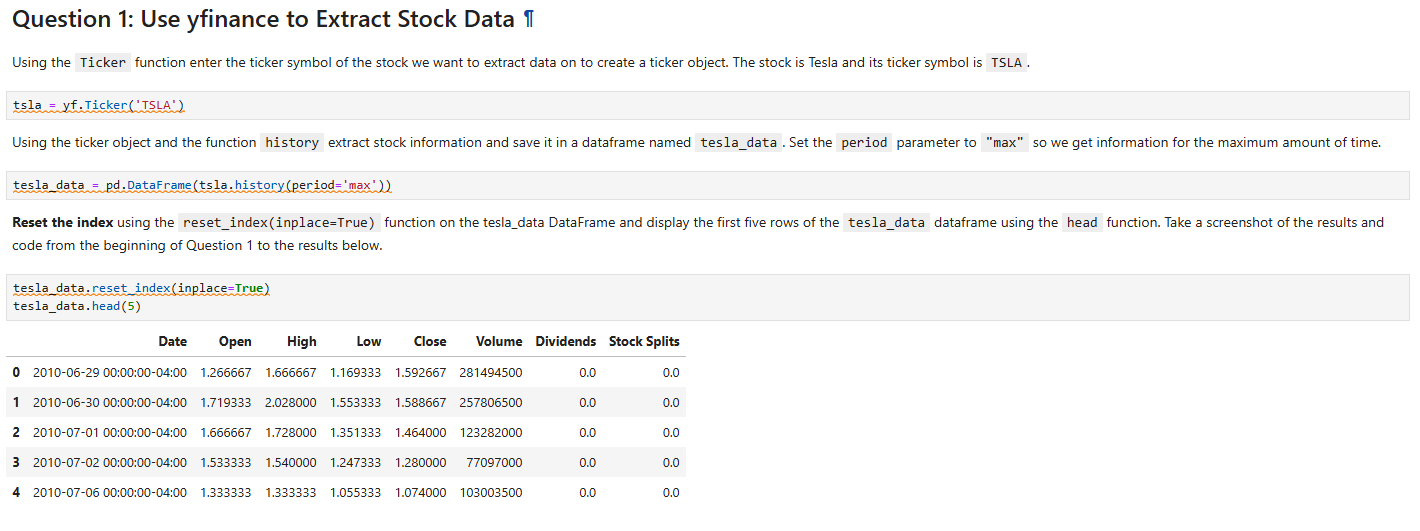 Question 1: Use yfinance to Extract Stock Data ¶
Using the Ticker function enter the ticker symbol of the stock we want to extract data on to create a ticker object. The stock is Tesla and its ticker symbol is TSLA .
tsla = yf.Ticker('TSLA')
Using the ticker object and the function history extract stock information and save it in a dataframe named tesla_data . Set the period parameter to "max" so we get information for the maximum amount of time.
tesla_data = pd.DataFrame(tsla.history(period='max'))
Reset the index using the reset_index(inplace=True) function on the tesla_data DataFrame and display the first five rows of the tesla_data dataframe using the head function. Take a screenshot of the results and
code from the beginning of Question 1 to the results below.
tesla_data.reset_index(inplace=True)
tesla_data.head(5)
Date Open High Low Close Volume Dividends Stock Splits
0 2010-06-29 00:00:00-04:00 1.266667 1.666667 1.169333 1.592667 281494500 0.0 0.0
1 2010-06-30 00:00:00-04:00 1.719333 2.028000 1.553333 1.588667 257806500 0.0 0.0
2 2010-07-01 00:00:00-04:00 1.666667 1.728000 1.351333 1.464000 123282000 0.0 0.0
3 2010-07-02 00:00:00-04:00 1.533333 1.540000 1.247333 1.280000 77097000 0.0 0.0
4 2010-07-06 00:00:00-04:00 1.333333 1.333333 1.055333 1.074000 103003500 0.0 0.0